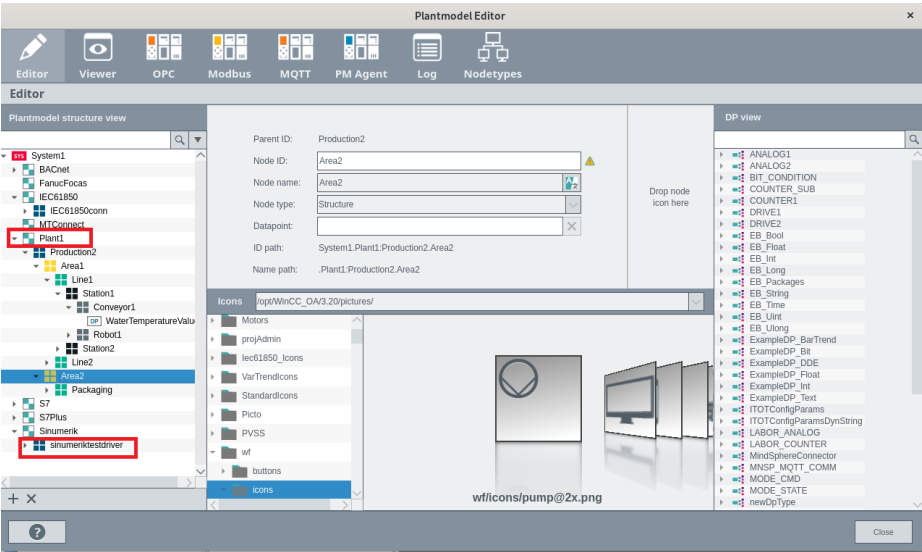 Plantmodel Editor
Editor
Viewer
OPC
Modbus
MQTT
PM Agent
Log
Nodetypes
Editor
Plantmodel structure view
SYS System1
BACnet
FanucFocas
IEC61850
IEC61850conn
MTConnect
Plant1
Production2
Area1
Line1
Station1
Conveyor1
DP WaterTemperatureValu
Robot1
Station2
Line2
Area2
Packaging
S7
S7Plus
Sinumerik
sinumeriktestdriver
Parent ID: Production2
Node ID: Area2
Node name: Area2
Node type: Structure
Datapoint:
ID path: System1.Plant1:Production2.Area2
Name path: .Plant1:Production2.Area2
Drop node
icon here
Icons /opt/WinCC_OA/3.20/pictures/
Motors
projAdmin
Iec61850_Icons
VarTrendIcons
StandardIcons
Picto
PVSS
wf
buttons
icons
wf/icons/pump@2x.png
DP view
ANALOG1
ANALOG2
BIT_CONDITION
COUNTER_SUB
COUNTER1
DRIVE1
DRIVE2
EB_Bool
EB_Float
EB_Int
EB_Long
EB_Packages
EB_String
EB_Time
EB_Uint
EB_Ulong
ExampleDP_BarTrend
ExampleDP_Bit
ExampleDP_DDE
ExampleDP_Float
ExampleDP_Int
ExampleDP_Text
ITOTConfigParams
ITOTConfigParamsDynString
LABOR_ANALOG
LABOR_COUNTER
MindSphereConnector
MNSP_MQTT_COMM
MODE_CMD
MODE_STATE
newDpType
Close